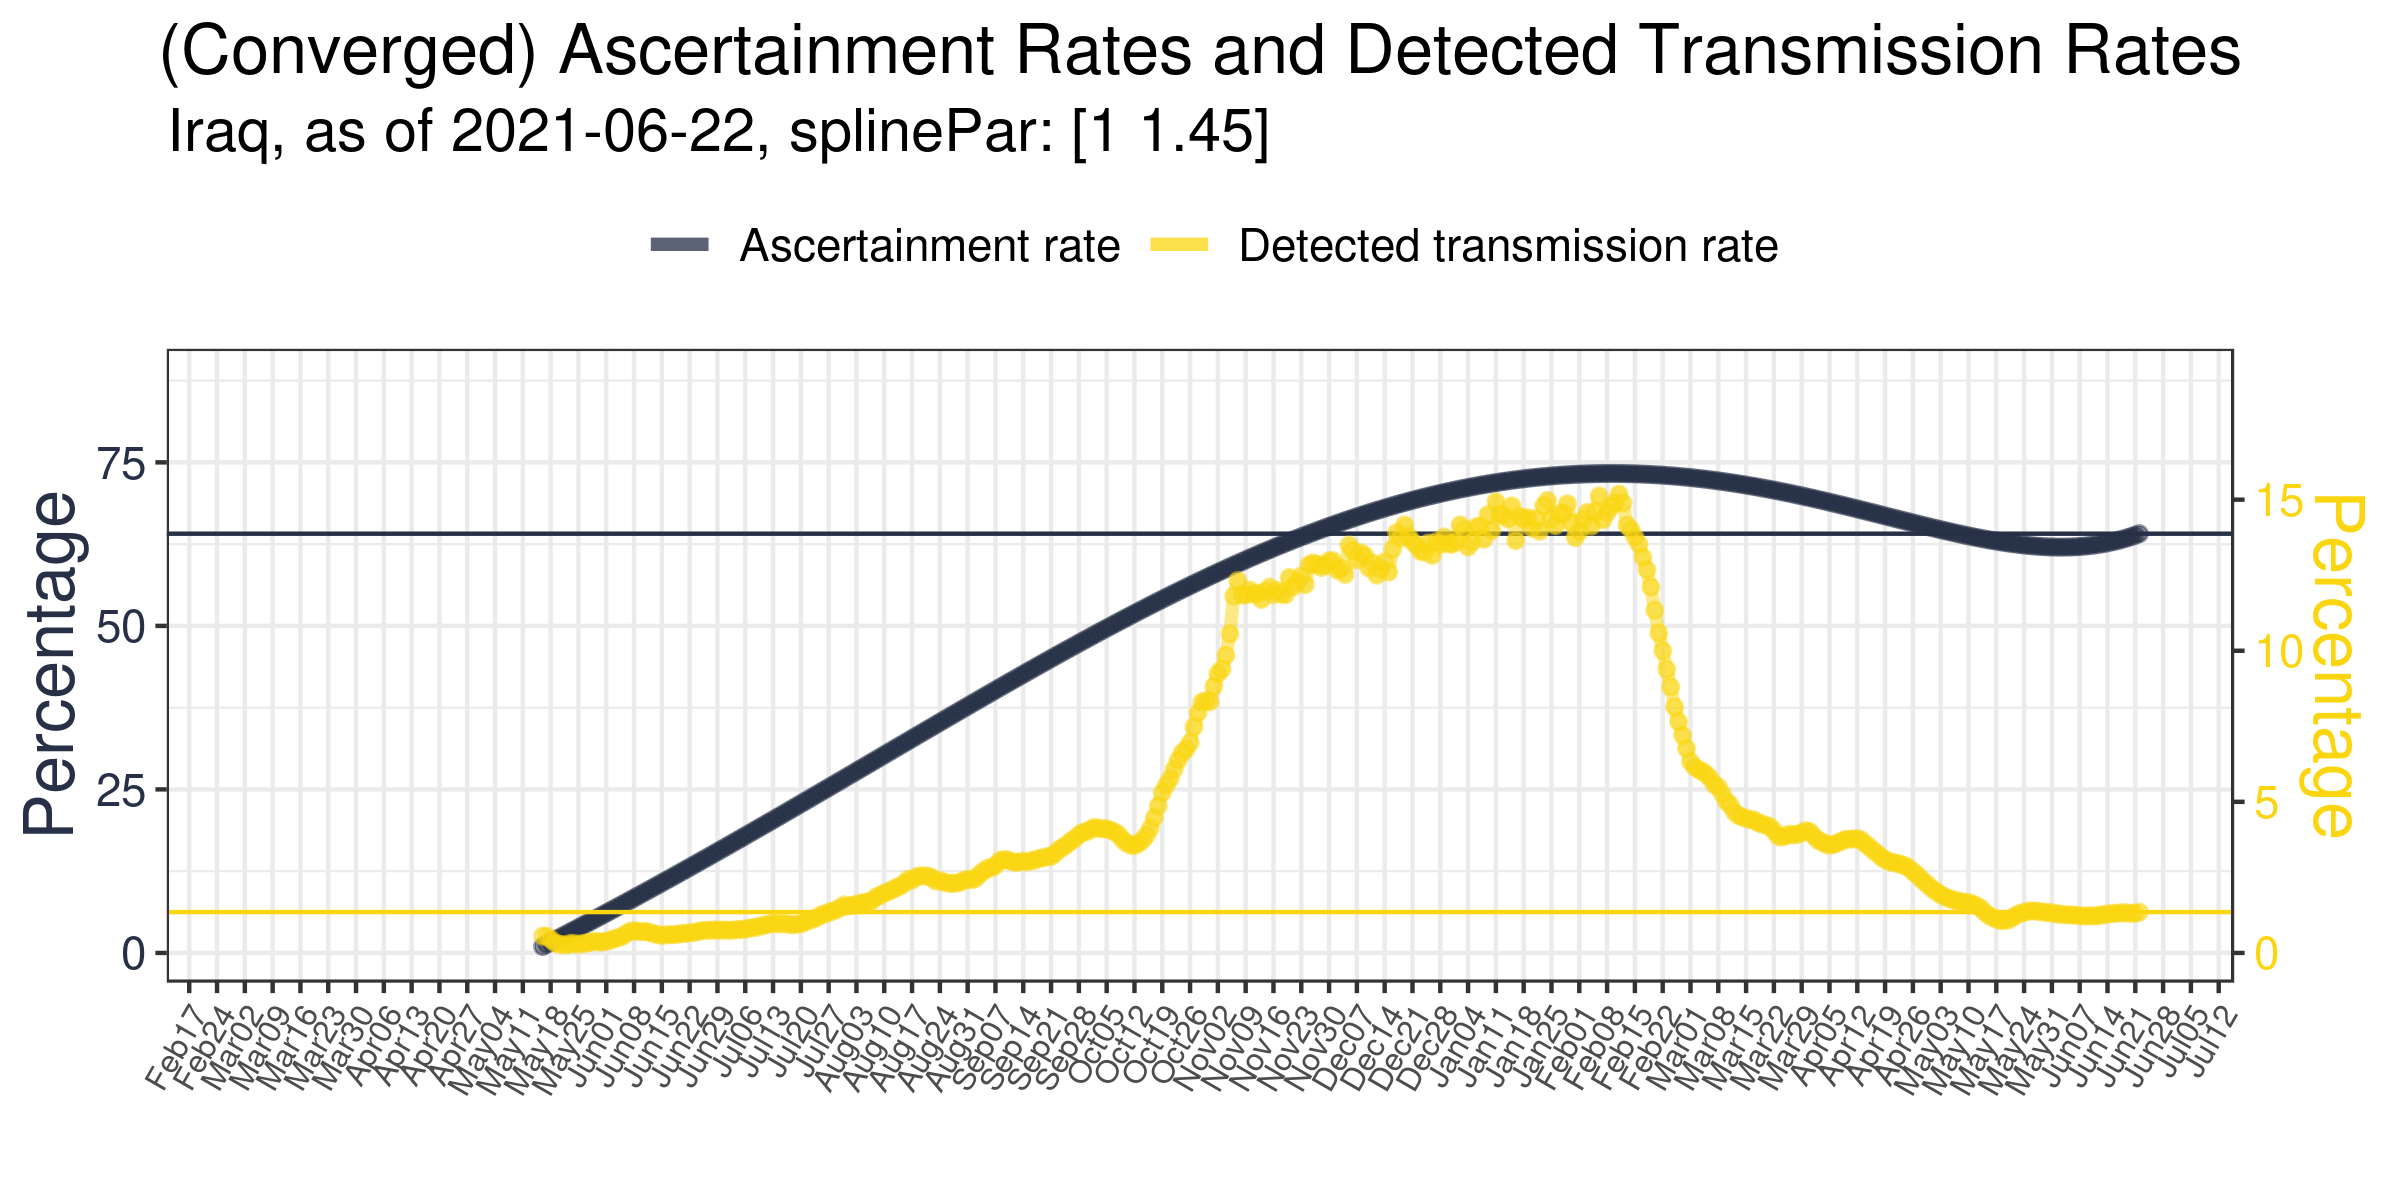 (Converged) Ascertainment Rates and Detected Transmission Rates
Iraq, as of 2021-06-22, splinePar: [1 1.45]
Ascertainment rate
Detected transmission rate
Percentage
75
50
25
0
15
10
5
0
Percentage
Feb17
Feb24
Mar02
Mar09
Mar16
Mar23
Mar30
Apr06
Apr13
Apr20
Apr27
May04
May11
May18
May25
Jun01
Jun08
Jun15
Jun22
Jun29
Jul06
Jul13
Jul20
Jul27
Aug03
Aug10
Aug17
Aug24
Aug31
Sep07
Sep14
Sep21
Sep28
Oct05
Oct12
Oct19
Oct26
Nov02
Nov09
Nov16
Nov23
Nov30
Dec07
Dec14
Dec21
Dec28
Jan04
Jan11
Jan18
Jan25
Feb01
Feb08
Feb15
Feb22
Mar01
Mar08
Mar15
Mar22
Mar29
Apr05
Apr12
Apr19
Apr26
May03
May10
May17
May24
May31
Jun07
Jun14
Jun21
Jun28
Jul05
Jul12